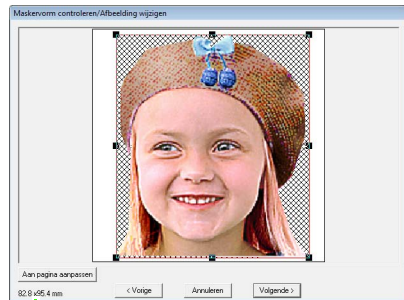 Maskervorm controleren/Afbeelding wijzigen
Aan pagina aanpassen
82.8 x95.4 mm
< Vorige
Annuleren
Volgende >